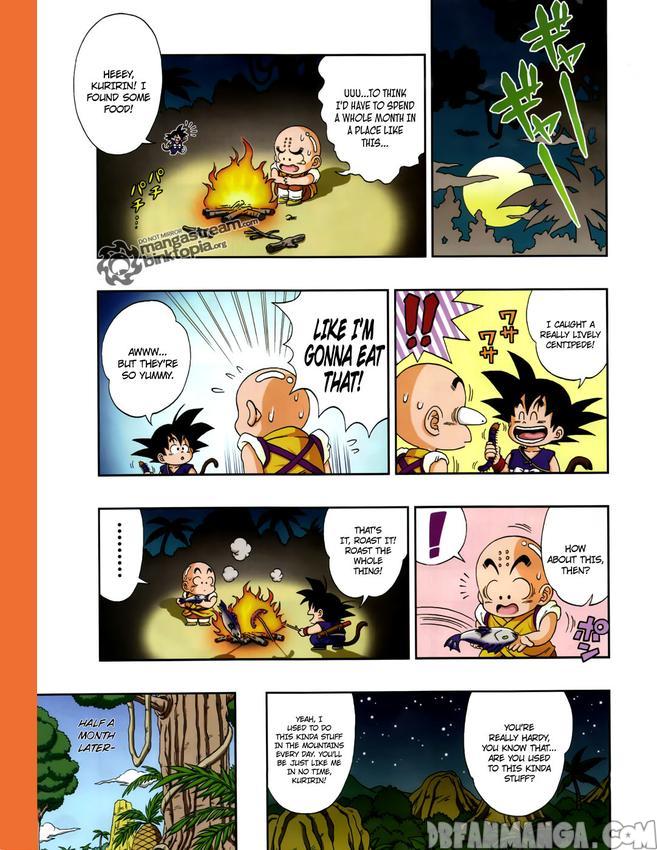 ギャー
ギャー
UUU...TO THINK
I'D HAVE TO SPEND
A WHOLE MONTH
IN A PLACE LIKE
THIS...
HEEEY,
KURIRIN! I
FOUND SOME
FOOD!
パチ
パチ
DO NOT MIRROR
mangastream.com
binktopia.org
I CAUGHT A
REALLY LIVELY
CENTIPEDE!
ワサ
ワサ
!!
LIKE I'M
GONNA EAT
THAT!
AWWW...
BUT THEY'RE
SO YUMMY.
HOW
ABOUT THIS,
THEN?
!
ポン
THAT'S
IT, ROAST IT!
ROAST THE
WHOLE
THING!
.........
YOU'RE
REALLY HARDY,
YOU KNOW THAT...
ARE YOU USED
TO THIS KINDA
STUFF?
YEAH, I
USED TO DO
THIS KINDA STUFF
IN THE MOUNTAINS
EVERY DAY. YOU'LL
BE JUST LIKE ME
IN NO TIME,
KURIRIN!
HALF A
MONTH
LATER-
DBFANMANGA.COM